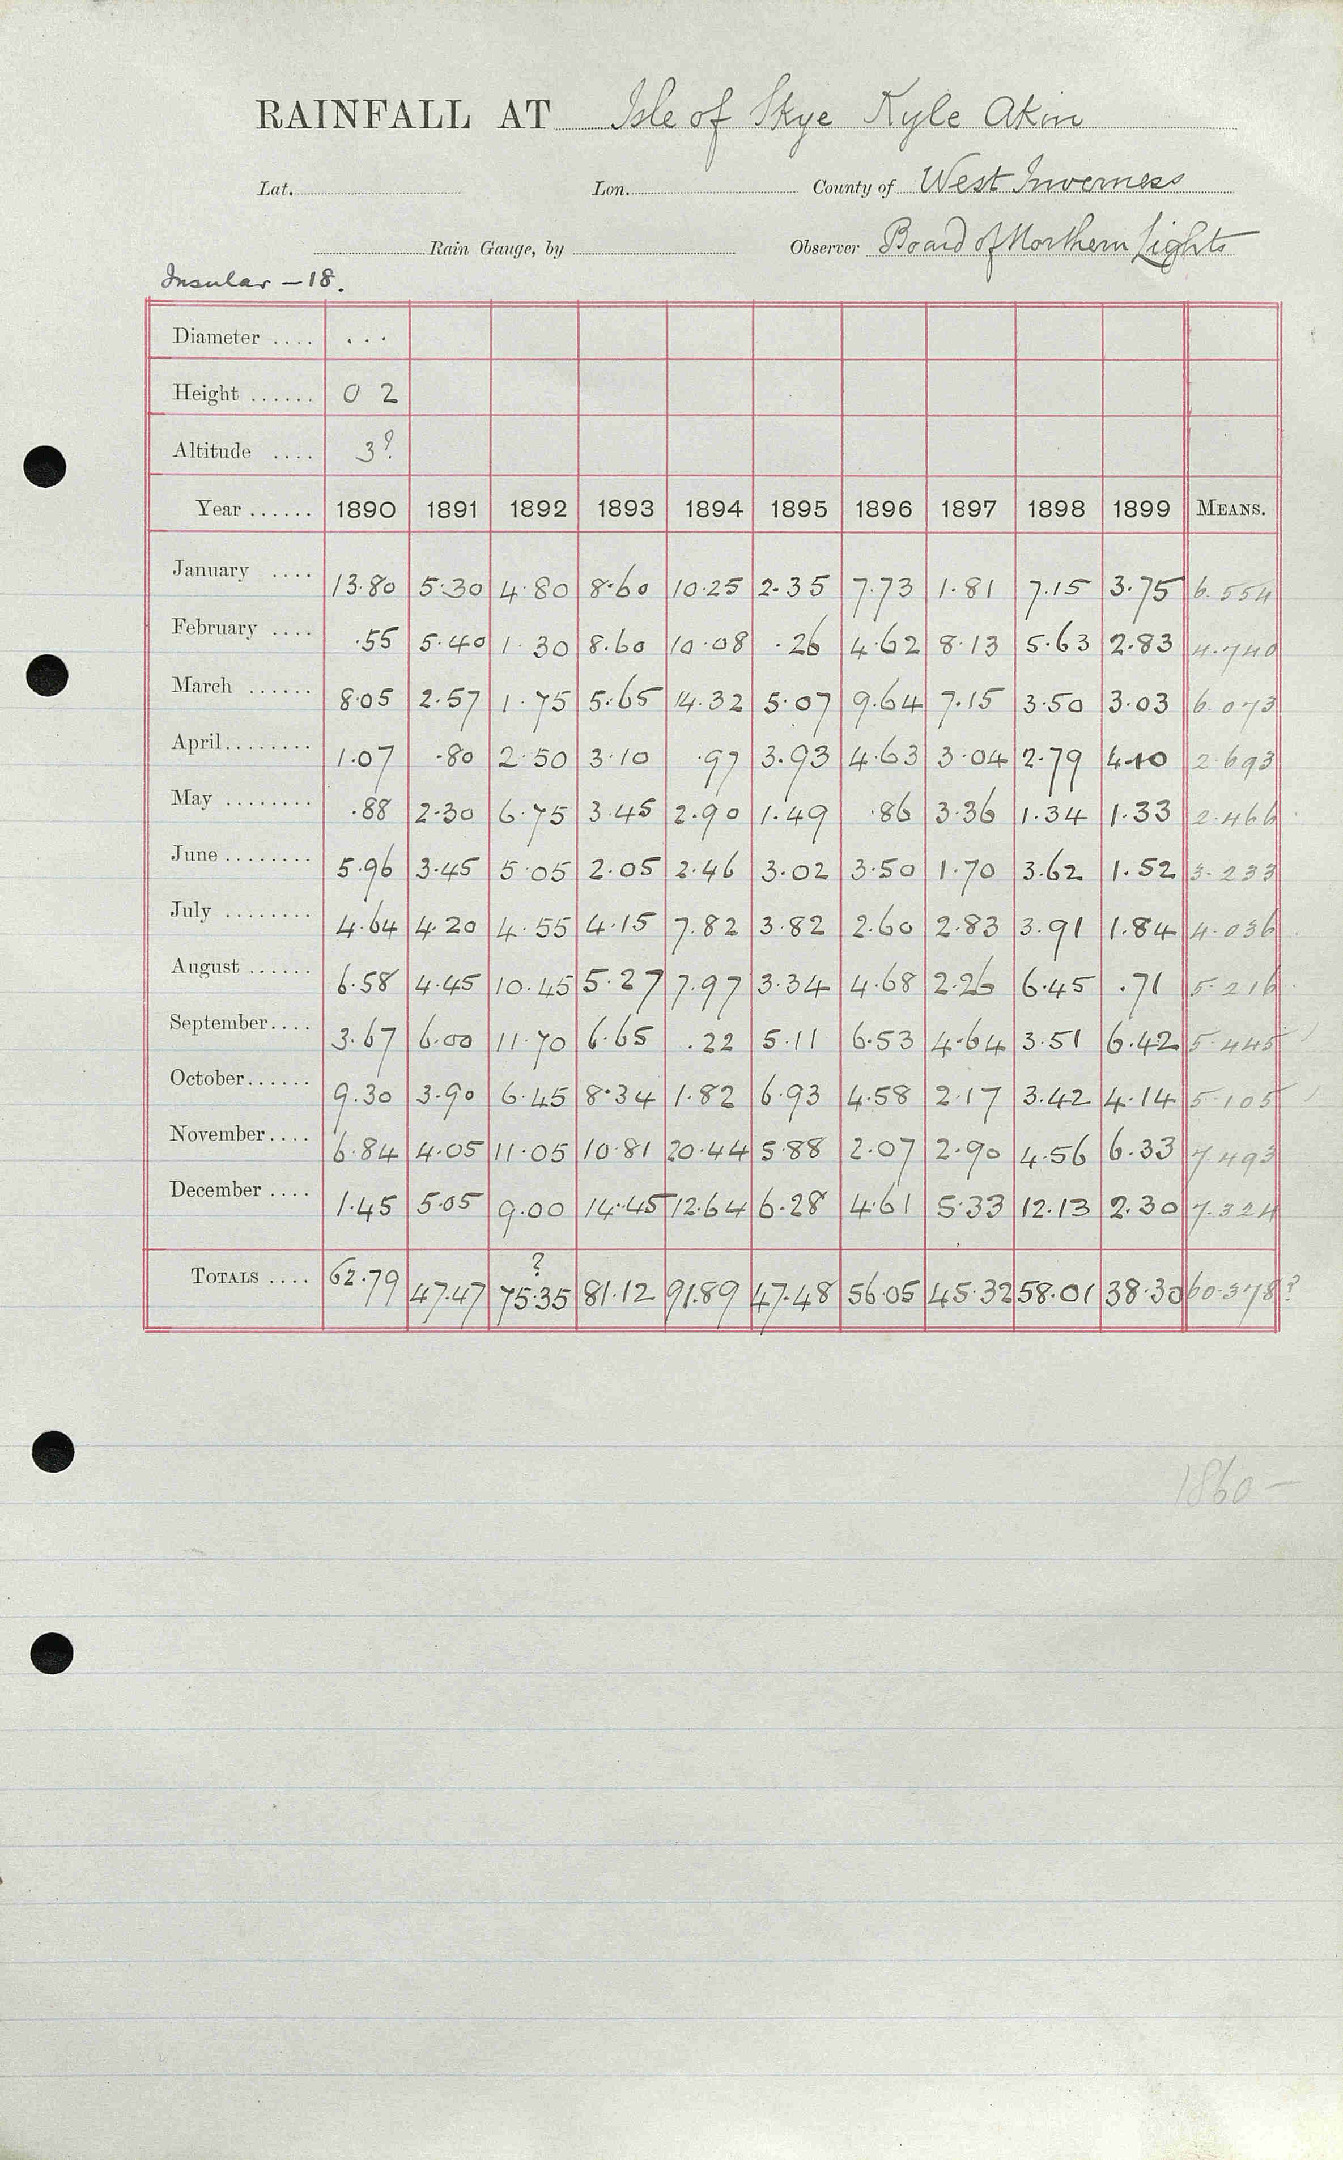 RAINFALL AT Isle of Skye Kyle Akin
Lat. Lon. County of West Inverness
Rain Gauge, by Observer Board of Northern Lights
Insular - 18.
Diameter .... . . .
Height ...... 0 2
Altitude .... 3?
Year ...... 1890 1891 1892 1893 1894 1895 1896 1897 1898 1899 MEANS.
January .... 13.80 5.30 4.80 8.60 10.25 2.35 7.73 1.81 7.15 3.75 6.554
February .... .55 5.40 1.30 8.60 10.08 .26 4.62 8.13 5.63 2.83 4.740
March ...... 8.05 2.57 1.75 5.65 14.32 5.07 9.64 7.15 3.50 3.03 6.073
April........ 1.07 .80 2.50 3.10 .97 3.93 4.63 3.04 2.79 4.10 2.693
May ........ .88 2.30 6.75 3.45 2.90 1.49 .86 3.36 1.34 1.33 2.466
June ........ 5.96 3.45 5.05 2.05 2.46 3.02 3.50 1.70 3.62 1.52 3.233
July ........ 4.64 4.20 4.55 4.15 7.82 3.82 2.60 2.83 3.91 1.84 4.036
August ...... 6.58 4.45 10.45 5.27 7.97 3.34 4.68 2.26 6.45 .71 5.216
September.... 3.67 6.00 11.70 6.65 .22 5.11 6.53 4.64 3.51 6.42 5.445
October...... 9.30 3.90 6.45 8.34 1.82 6.93 4.58 2.17 3.42 4.14 5.105
November.... 6.84 4.05 11.05 10.81 20.44 5.88 2.07 2.90 4.56 6.33 7.493
December .... 1.45 5.05 9.00 14.45 12.64 6.28 4.61 5.33 12.13 2.30 7.324
?
TOTALS .... 62.79 47.47 75.35 81.12 91.89 47.48 56.05 45.32 58.01 38.30 60.378?
1860 —